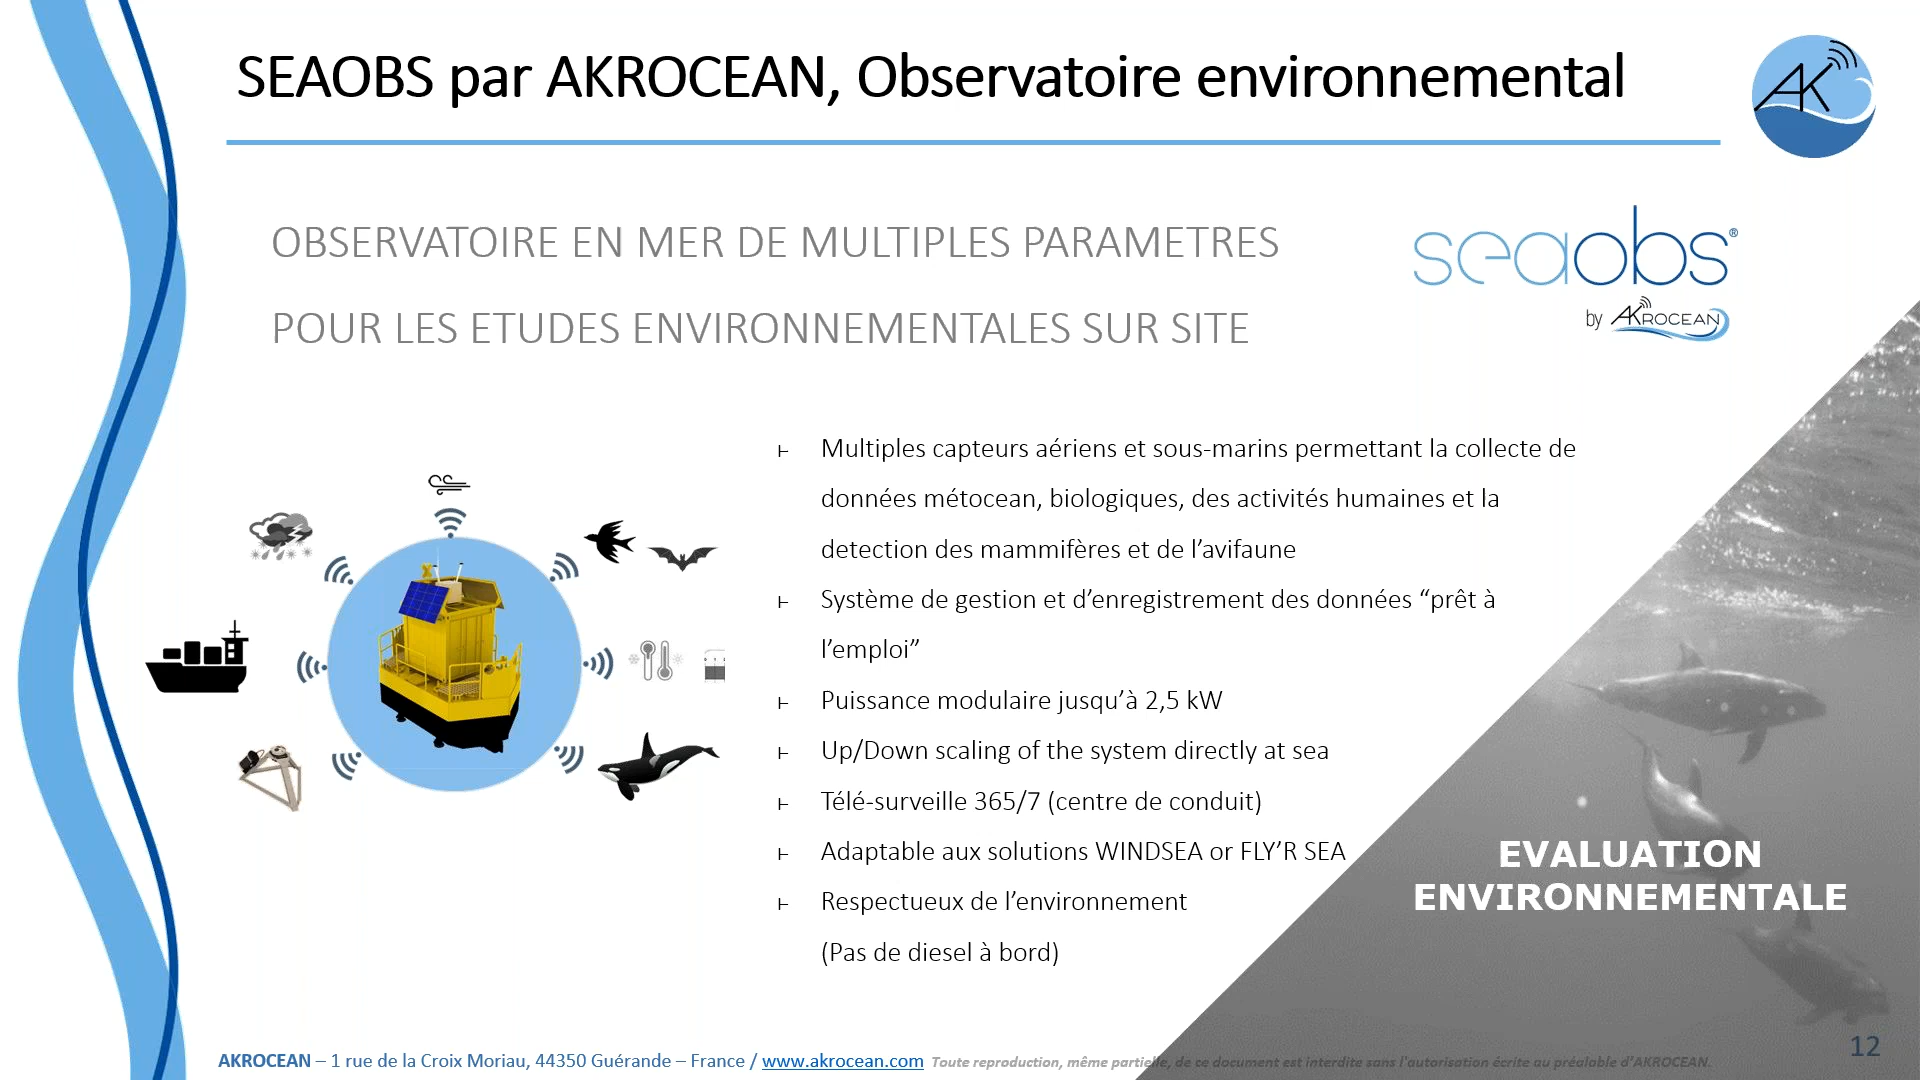 SEAOBS par AKROCEAN, Observatoire environnemental
AK
OBSERVATOIRE EN MER DE MULTIPLES PARAMETRES
POUR LES ETUDES ENVIRONNEMENTALES SUR SITE
seaobs®
by AKROCEAN
Multiples capteurs aériens et sous-marins permettant la collecte de
données métocean, biologiques, des activités humaines et la
detection des mammifères et de l’avifaune
Système de gestion et d’enregistrement des données “prêt à
l’emploi”
Puissance modulaire jusqu’à 2,5 kW
Up/Down scaling of the system directly at sea
Télé-surveille 365/7 (centre de conduit)
Adaptable aux solutions WINDSEA or FLY’R SEA
Respectueux de l’environnement
(Pas de diesel à bord)
EVALUATION
ENVIRONNEMENTALE
AKROCEAN – 1 rue de la Croix Moriau, 44350 Guérande – France / www.akrocean.com Toute reproduction, même partielle, de ce document est interdite sans l'autorisation écrite au préalable d'AKROCEAN.
12